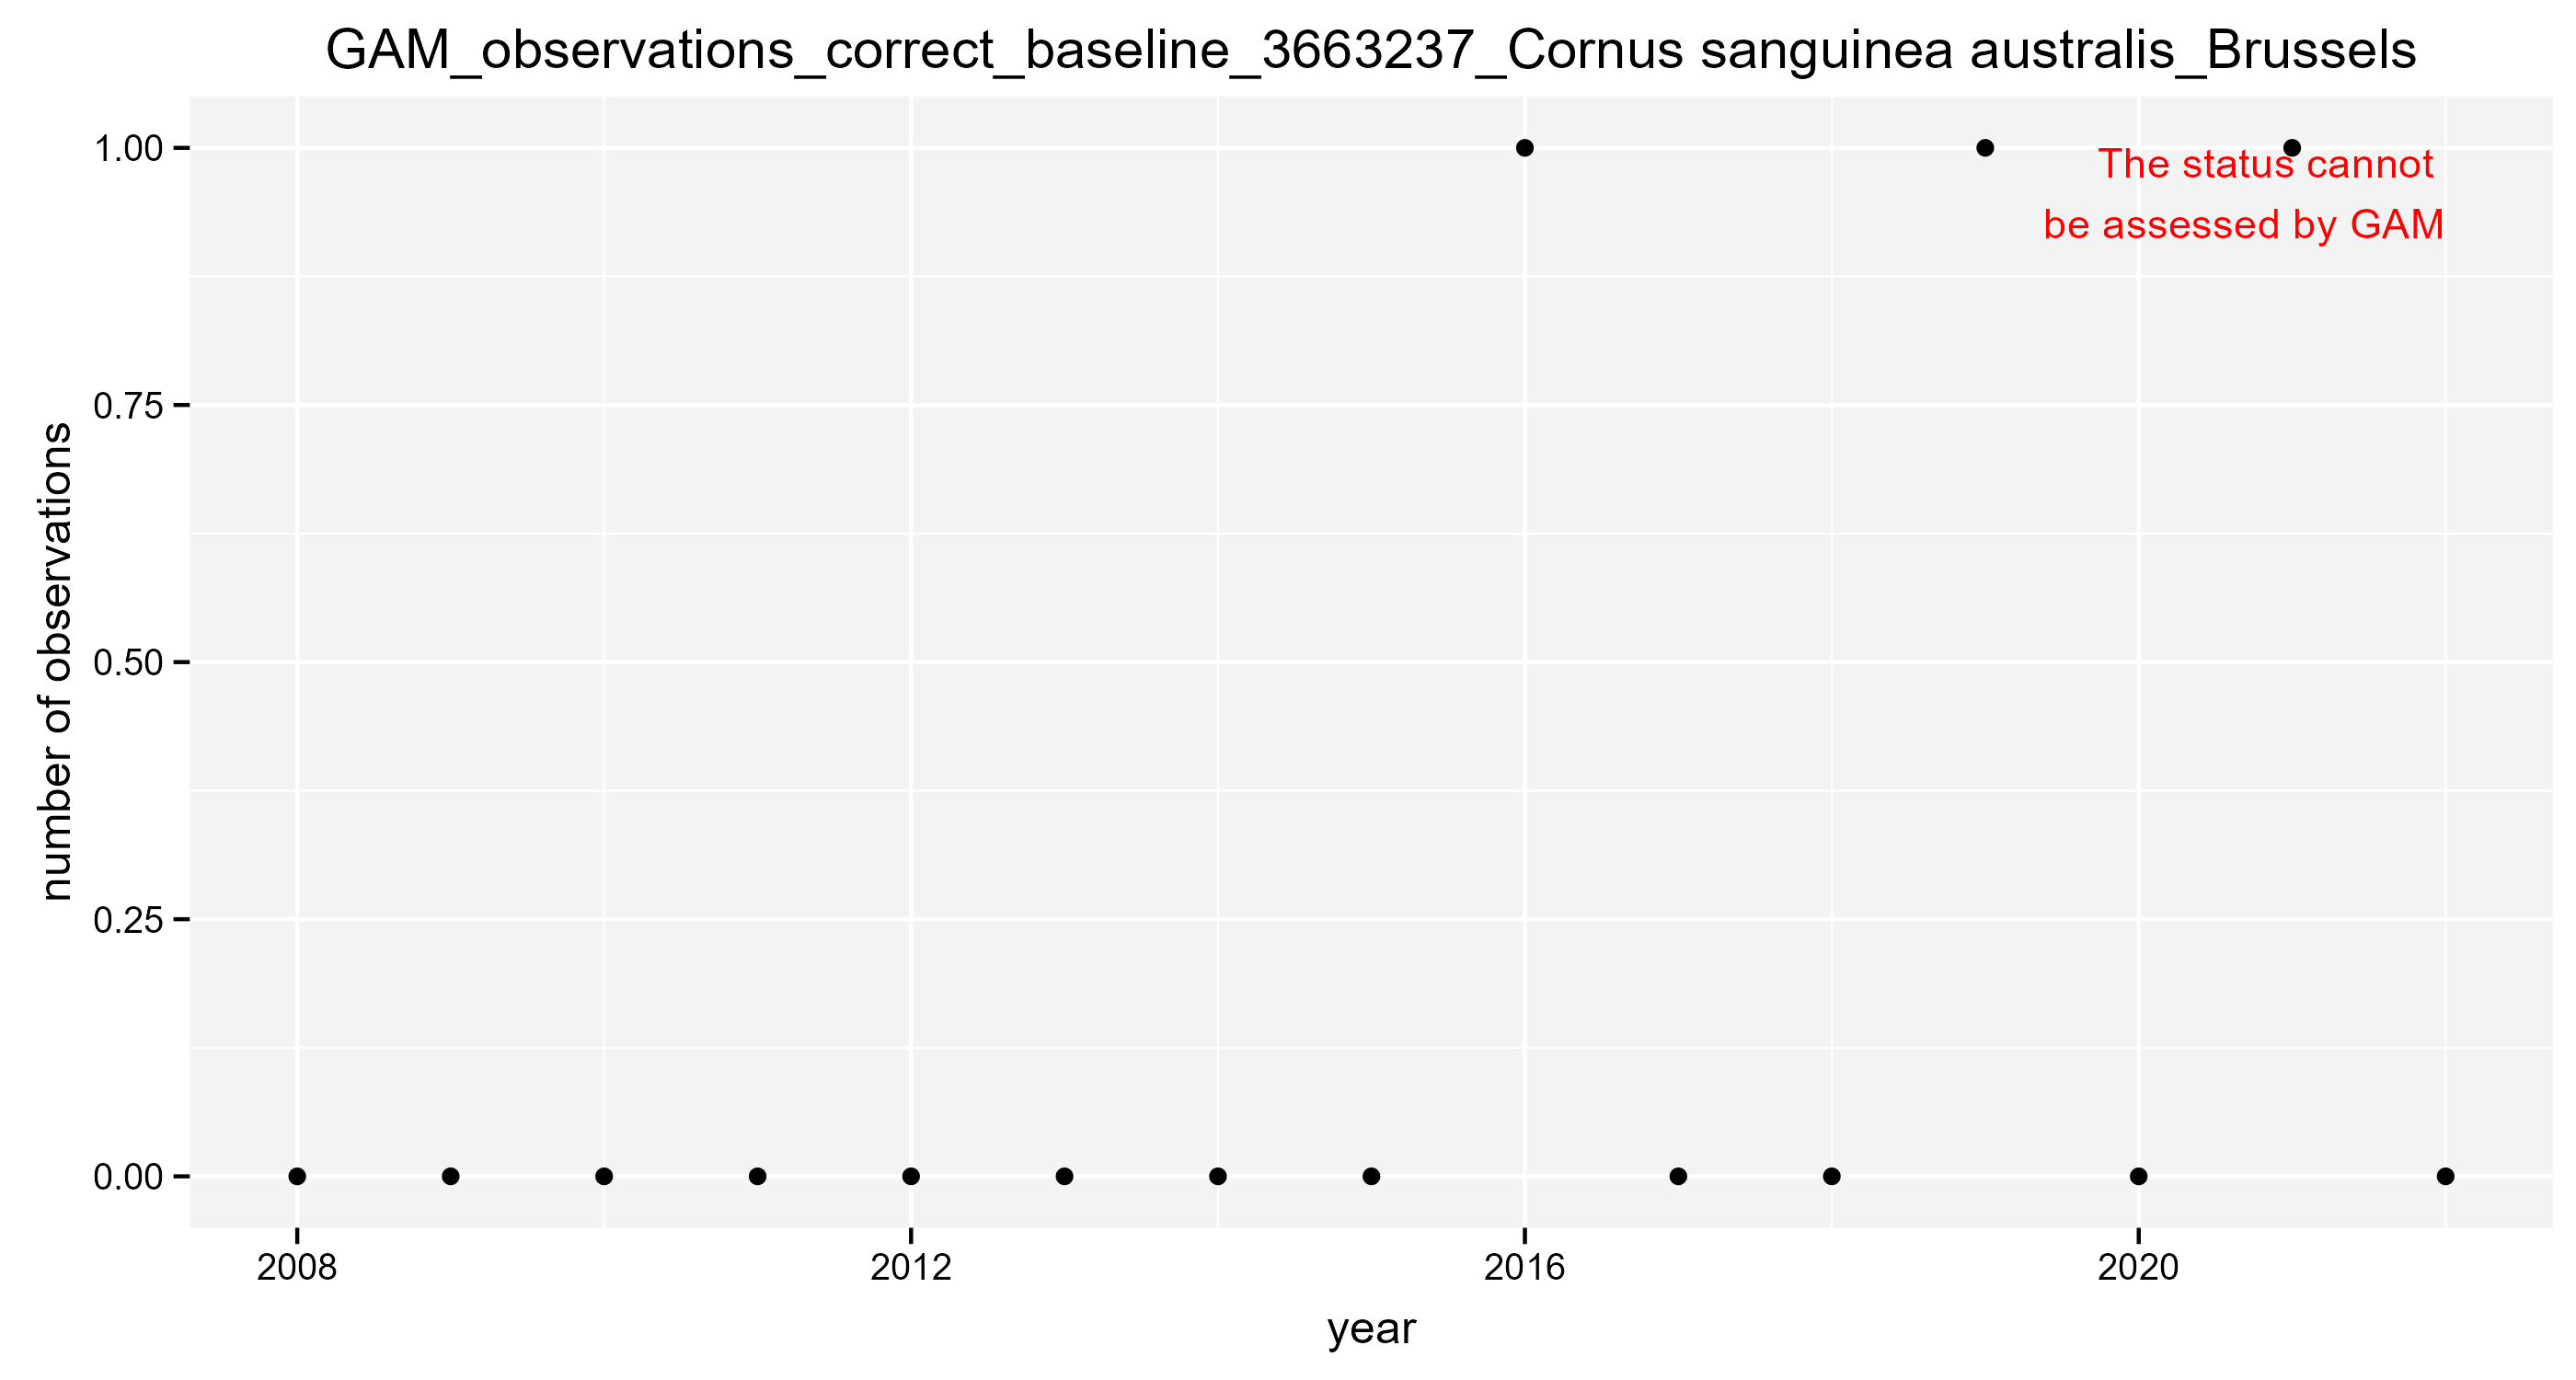 GAM_observations_correct_baseline_3663237_Cornus sanguinea australis_Brussels
1.00
The status cannot
be assessed by GAM
0.75
number of observations
0.50
0.25
0.00
2008 2012 2016 2020
year